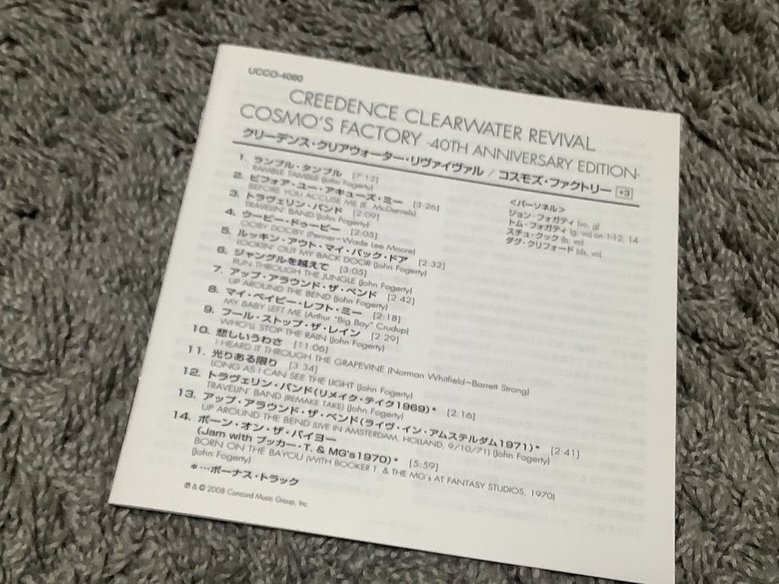 UCCO-4060
CREEDENCE CLEARWATER REVIVAL
COSMO'S FACTORY -40TH ANNIVERSARY EDITION-
クリーデンス・クリアウォーター・リヴァイヴァル / コスモズ・ファクトリー +3
1. ランブル・タンブル [7:12]
RAMBLE TAMBLE (John Fogerty)
2. ビフォア・ユー・アキューズ・ミー [3:26]
BEFORE YOU ACCUSE ME (E. McDaniels)
3. トラヴェリン・バンド [2:09]
TRAVELIN' BAND (John Fogerty)
4. ウービー・ドゥービー [2:05]
OOBY DOOBY (Penner–Wade Lee Moore)
5. ルッキン・アウト・マイ・バック・ドア [2:32]
LOOKIN' OUT MY BACK DOOR (John Fogerty)
6. ジャングルを越えて [3:05]
RUN THROUGH THE JUNGLE (John Fogerty)
7. アップ・アラウンド・ザ・ベンド [2:42]
UP AROUND THE BEND (John Fogerty)
8. マイ・ベイビー・レフト・ミー [2:18]
MY BABY LEFT ME (Arthur "Big Boy" Crudup)
9. フール・ストップ・ザ・レイン [2:29]
WHO'LL STOP THE RAIN (John Fogerty)
10. 悲しいうわさ [11:06]
I HEARD IT THROUGH THE GRAPEVINE (Norman Whitfield–Barrett Strong)
11. 光りある限り [3:34]
LONG AS I CAN SEE THE LIGHT (John Fogerty)
12. トラヴェリン・バンド(リメイク・テイク1969)* [2:16]
TRAVELIN' BAND (REMAKE TAKE) (John Fogerty)
13. アップ・アラウンド・ザ・ベンド(ライヴ・イン・アムステルダム1971)* [2:41]
UP AROUND THE BEND (LIVE IN AMSTERDAM, HOLLAND, 9/10/71) (John Fogerty)
14. ボーン・オン・ザ・バイヨー
(Jam with ブッカー・T. & MG's1970)* [5:59]
BORN ON THE BAYOU (WITH BOOKER T. & THE MG's AT FANTASY STUDIOS, 1970)
(John Fogerty)
*…ボーナス・トラック
℗ & © 2008 Concord Music Group, Inc.
<パーソネル>
ジョン・フォガティ (vo, g)
トム・フォガティ (g, vo) on 1-12, 14
スチュ・クック (b, vo)
ダグ・クリフォード (ds, vo)